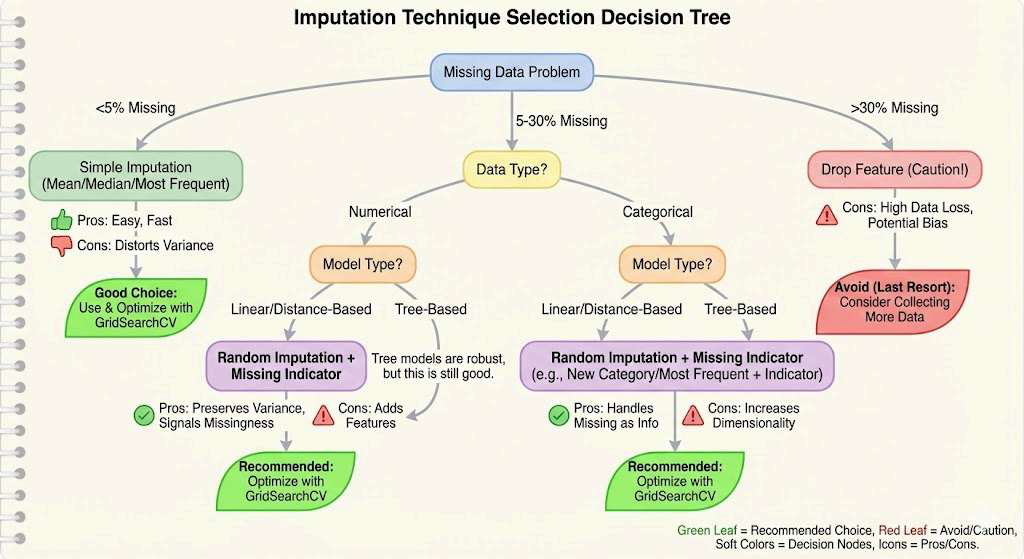 Imputation Technique Selection Decision Tree
Missing Data Problem
<5% Missing
5-30% Missing
>30% Missing
Simple Imputation
(Mean/Median/Most Frequent)
Pros: Easy, Fast
Cons: Distorts Variance
Good Choice:
Use & Optimize with
GridSearchCV
Data Type?
Numerical
Categorical
Model Type?
Linear/Distance-Based
Tree-Based
Random Imputation +
Missing Indicator
Tree models are robust,
but this is still good.
Pros: Preserves Variance,
Signals Missingness
Cons: Adds
Features
Recommended:
Optimize with
GridSearchCV
Model Type?
Linear/Distance-Based
Tree-Based
Random Imputation + Missing Indicator
(e.g., New Category/Most Frequent + Indicator)
Pros: Handles
Missing as Info
Cons: Increases
Dimensionality
Recommended:
Optimize with
GridSearchCV
Drop Feature (Caution!)
Cons: High Data Loss,
Potential Bias
Avoid (Last Resort):
Consider Collecting
More Data
Green Leaf = Recommended Choice, Red Leaf = Avoid/Caution,
Soft Colors = Decision Nodes, Icons = Pros/Cons.